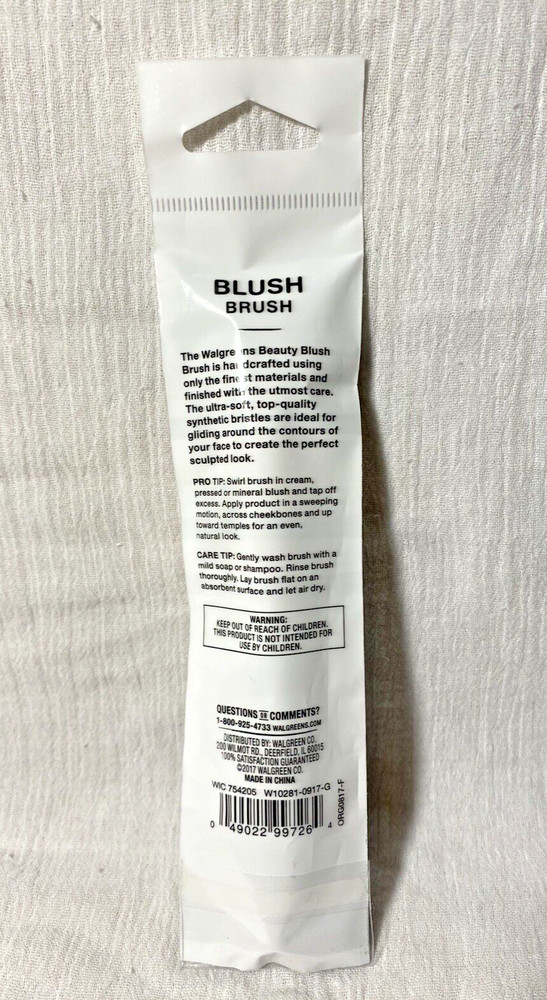 BLUSH
BRUSH
The Walgreens Beauty Blush
Brush is handcrafted using
only the finest materials and
finished with the utmost care.
The ultra-soft, top-quality
synthetic bristles are ideal for
gliding around the contours of
your face to create the perfect
sculpted look.
PRO TIP: Swirl brush in cream,
pressed or mineral blush and tap off
excess. Apply product in a sweeping
motion, across cheekbones and up
toward temples for an even,
natural look.
CARE TIP: Gently wash brush with a
mild soap or shampoo. Rinse brush
thoroughly. Lay brush flat on an
absorbent surface and let air dry.
WARNING:
KEEP OUT OF REACH OF CHILDREN.
THIS PRODUCT IS NOT INTENDED FOR
USE BY CHILDREN.
QUESTIONS OR COMMENTS?
1-800-925-4733 WALGREENS.COM
DISTRIBUTED BY: WALGREEN CO.
200 WILMOT RD., DEERFIELD, IL 60015
100% SATISFACTION GUARANTEED
©2017 WALGREEN CO.
MADE IN CHINA
WIC 754205 W10281-0917-G
ORG0817-F
0 49022 99726 4